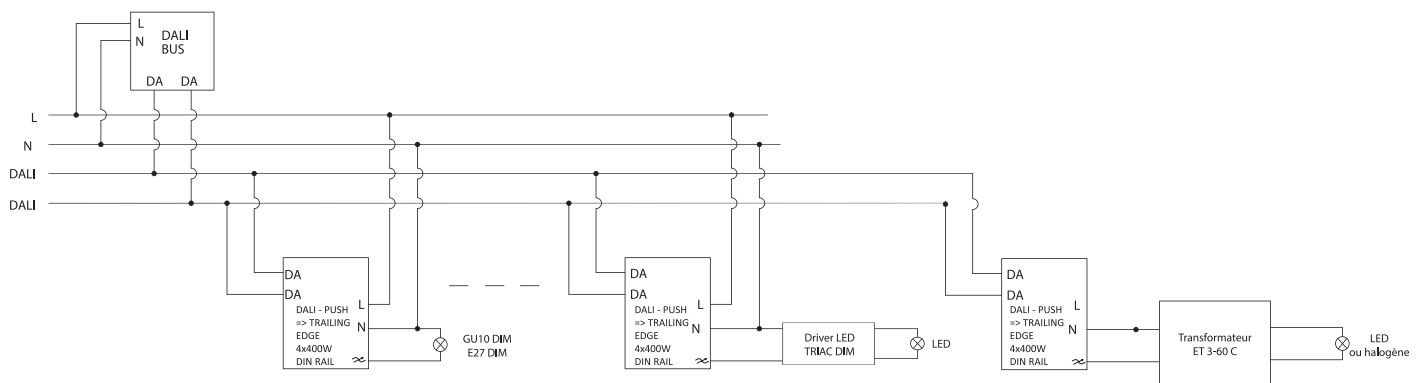 L
N
DALI
BUS
DA DA
L
N
DALI
DALI
DA
DA
L
DALI - PUSH
=> TRAILING
EDGE
4x400W
DIN RAIL
N
GU10 DIM
E27 DIM
DA
DA
L
DALI - PUSH
=> TRAILING
EDGE
4x400W
DIN RAIL
N
Driver LED
TRIAC DIM
LED
DA
DA
L
DALI - PUSH
=> TRAILING
EDGE
4x400W
DIN RAIL
N
Transformateur
ET 3-60 C
LED
ou halogène